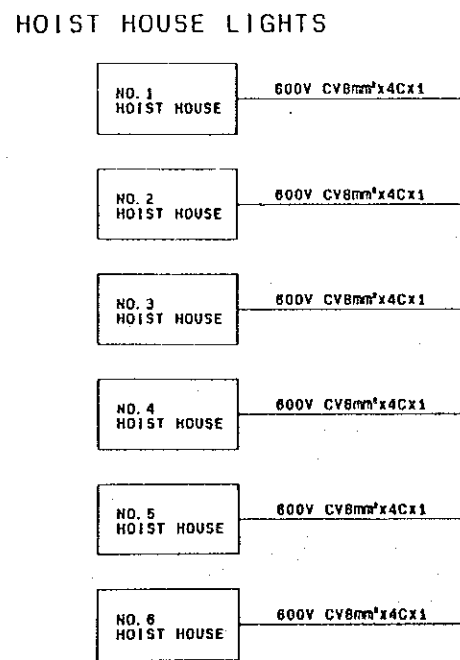 HOIST HOUSE LIGHTS
NO. 1
HOIST HOUSE
600V CV8mm²x4Cx1
NO. 2
HOIST HOUSE
600V CV8mm²x4Cx1
NO. 3
HOIST HOUSE
600V CV8mm²x4Cx1
NO. 4
HOIST HOUSE
600V CV8mm²x4Cx1
NO. 5
HOIST HOUSE
600V CV8mm²x4Cx1
NO. 6
HOIST HOUSE
600V CV8mm²x4Cx1